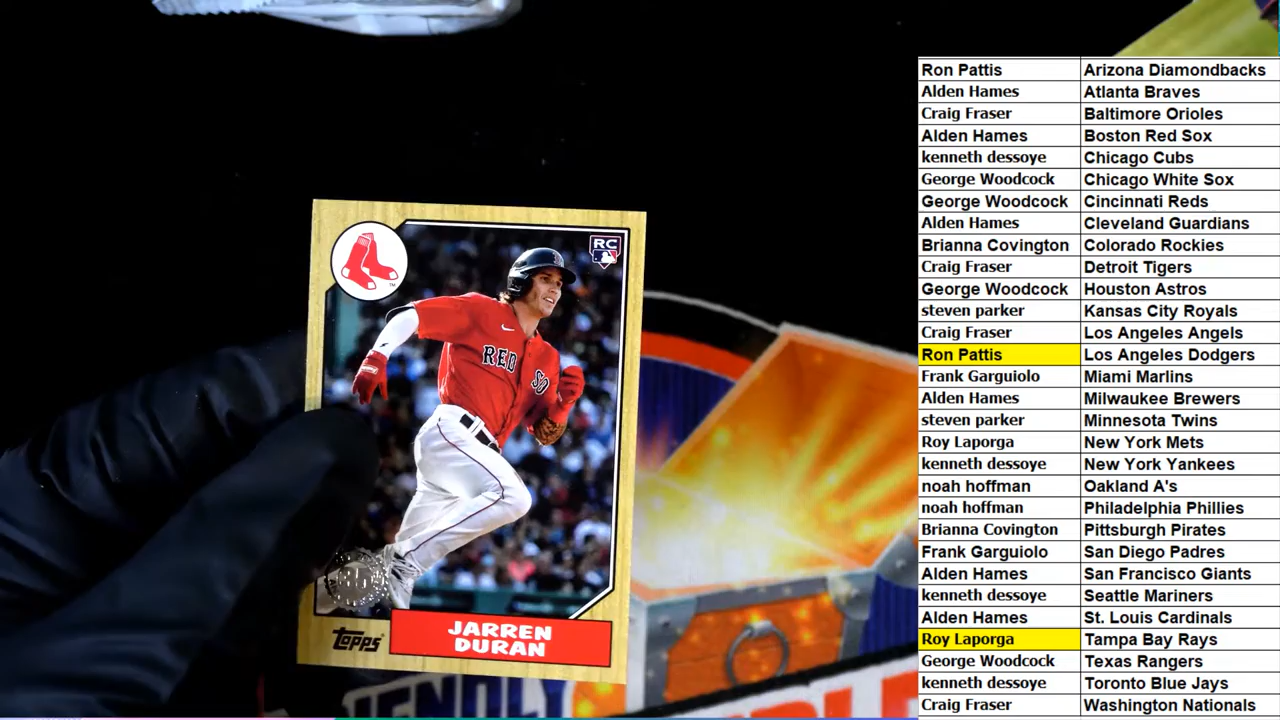 RC
RED SO
35
Topps
JARREN
DURAN
Ron Pattis Arizona Diamondbacks
Alden Hames Atlanta Braves
Craig Fraser Baltimore Orioles
Alden Hames Boston Red Sox
kenneth dessoye Chicago Cubs
George Woodcock Chicago White Sox
George Woodcock Cincinnati Reds
Alden Hames Cleveland Guardians
Brianna Covington Colorado Rockies
Craig Fraser Detroit Tigers
George Woodcock Houston Astros
steven parker Kansas City Royals
Craig Fraser Los Angeles Angels
Ron Pattis Los Angeles Dodgers
Frank Garguiolo Miami Marlins
Alden Hames Milwaukee Brewers
steven parker Minnesota Twins
Roy Laporga New York Mets
kenneth dessoye New York Yankees
noah hoffman Oakland A's
noah hoffman Philadelphia Phillies
Brianna Covington Pittsburgh Pirates
Frank Garguiolo San Diego Padres
Alden Hames San Francisco Giants
kenneth dessoye Seattle Mariners
Alden Hames St. Louis Cardinals
Roy Laporga Tampa Bay Rays
George Woodcock Texas Rangers
kenneth dessoye Toronto Blue Jays
Craig Fraser Washington Nationals